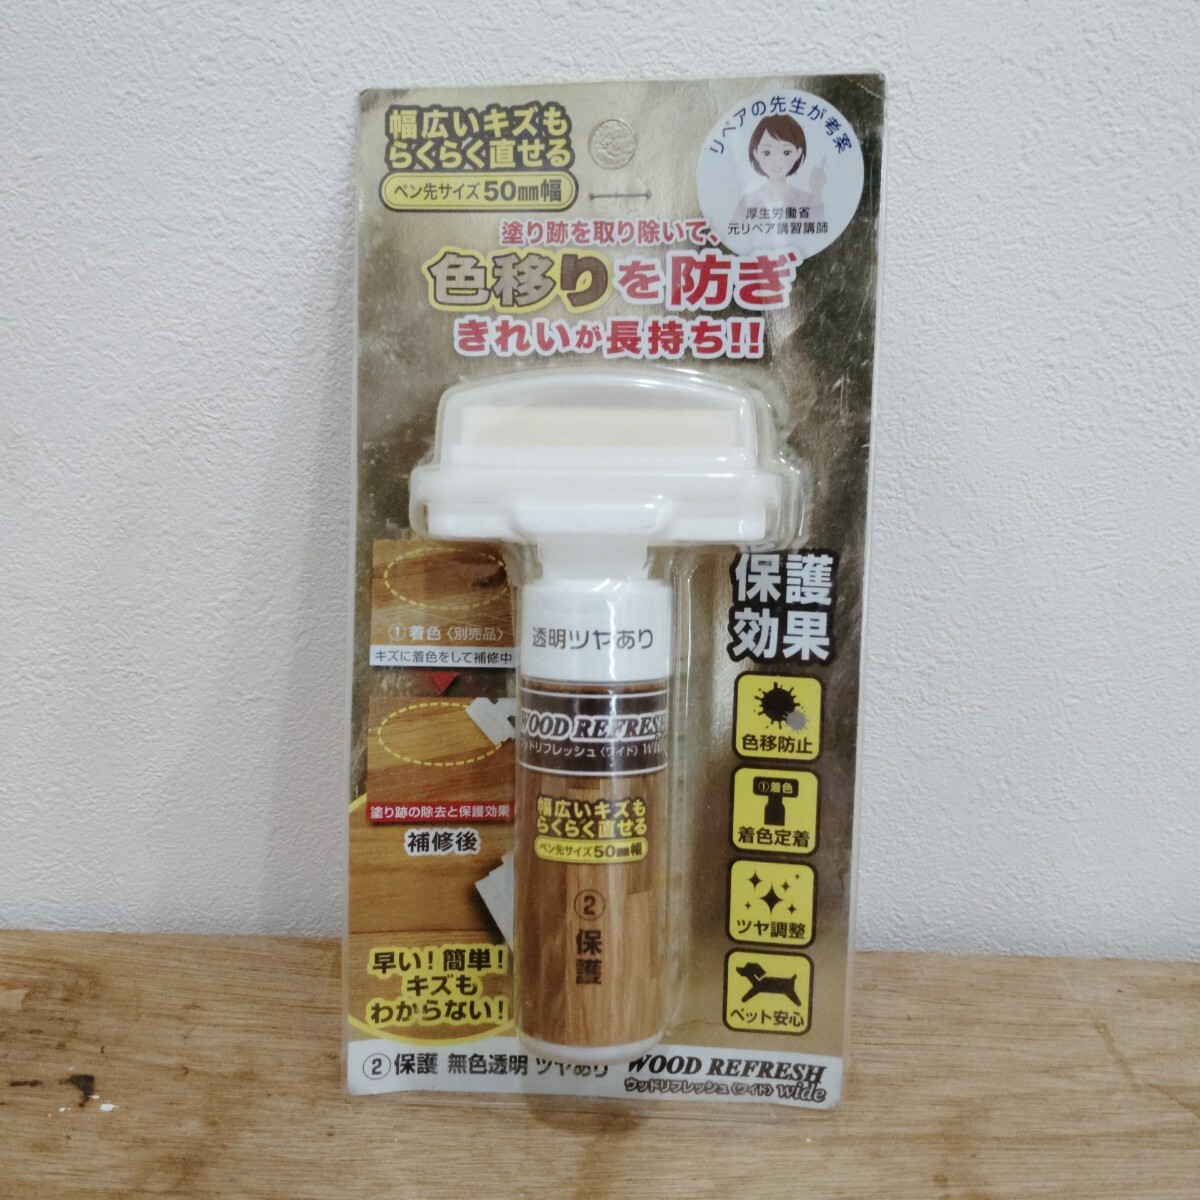 幅広いキズも
らくらく直せる
ペン先サイズ50mm幅
リペアの先生が考案
厚生労働省
元リペア講習講師
塗り跡を取り除いて、
色移りを防ぎ
きれいが長持ち!!
保護
効果
①着色〈別売品〉
キズに着色をして補修中
塗り跡の除去と保護効果
補修後
早い!簡単!
キズも
わからない!
透明ツヤあり
WOOD REFRESH
ウッドリフレッシュ〈ワイド〉wide
幅広いキズも
らくらく直せる
ペン先サイズ50mm幅
②
保護
色移防止
①着色
着色定着
ツヤ調整
ペット安心
②保護 無色透明 ツヤあり
WOOD REFRESH
ウッドリフレッシュ〈ワイド〉wide